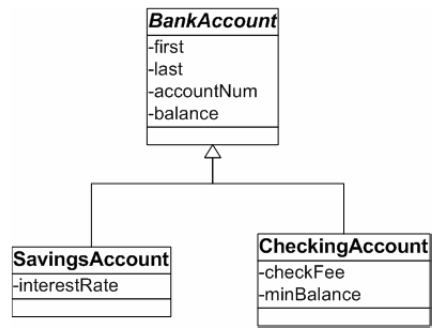 BankAccount
-first
-last
-accountNum
-balance
SavingsAccount
-interestRate
CheckingAccount
-checkFee
-minBalance